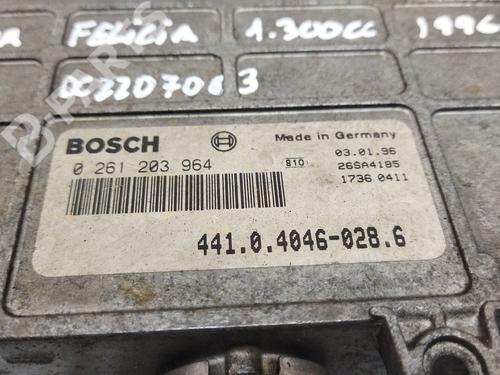 FELICIA 1.300cc 1996
BOSCH
Made in Germany
0 261 203 964
810
03.01.96
26SA4185
1736 0411
441.0.4046-028.6
B-PARTS